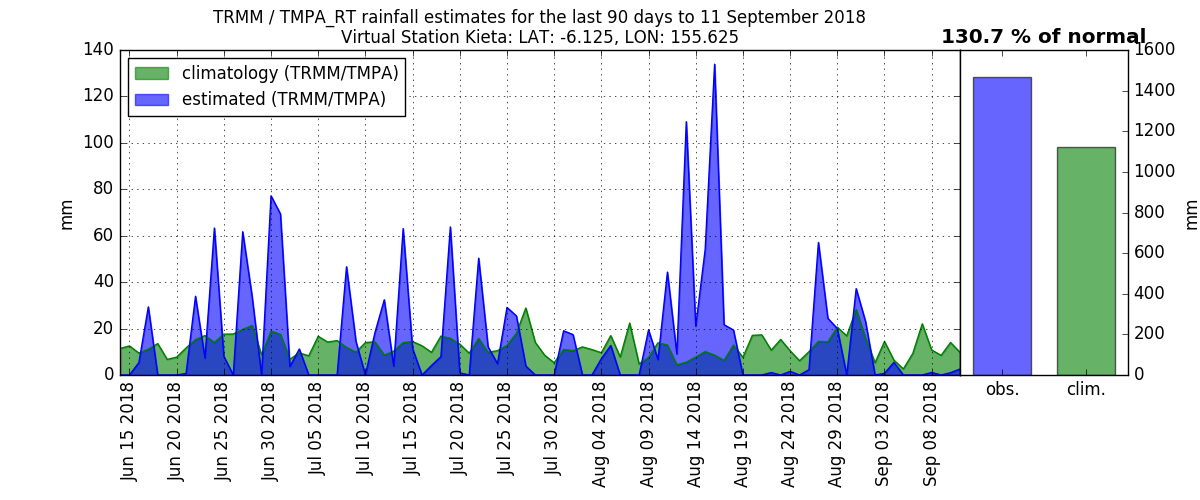 TRMM / TMPA_RT rainfall estimates for the last 90 days to 11 September 2018
Virtual Station Kieta: LAT: -6.125, LON: 155.625
130.7 % of normal
climatology (TRMM/TMPA)
estimated (TRMM/TMPA)
140
120
100
80
60
40
20
0
mm
1600
1400
1200
1000
800
600
400
200
0
mm
Jun 15 2018
Jun 20 2018
Jun 25 2018
Jun 30 2018
Jul 05 2018
Jul 10 2018
Jul 15 2018
Jul 20 2018
Jul 25 2018
Jul 30 2018
Aug 04 2018
Aug 09 2018
Aug 14 2018
Aug 19 2018
Aug 24 2018
Aug 29 2018
Sep 03 2018
Sep 08 2018
obs.
clim.